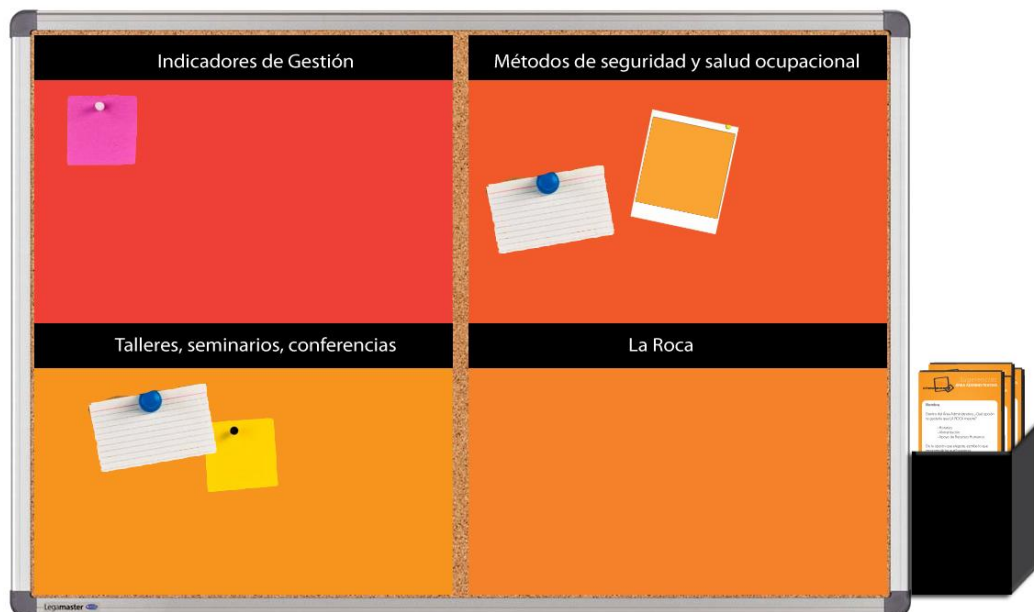 Indicadores de Gestión
Métodos de seguridad y salud ocupacional
Talleres, seminarios, conferencias
La Roca
Legamaster